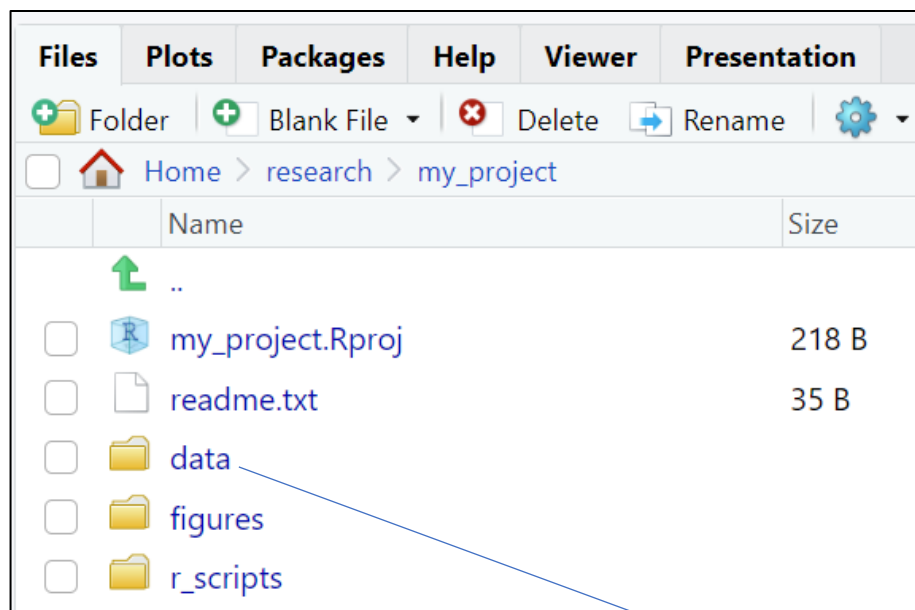 Files Plots Packages Help Viewer Presentation
Folder Blank File Delete Rename
Home research my_project
Name Size
..
R my_project.Rproj 218 B
readme.txt 35 B
data
figures
r_scripts